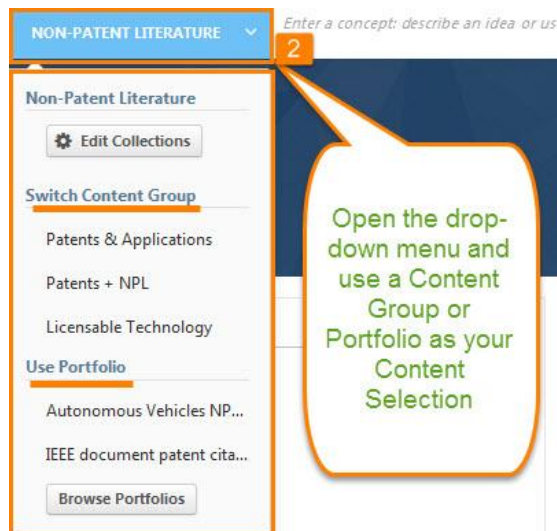 NON-PATENT LITERATURE
Enter a concept: describe an idea or us
2
Non-Patent Literature
Edit Collections
Switch Content Group
Patents & Applications
Patents + NPL
Licensable Technology
Use Portfolio
Autonomous Vehicles NP...
IEEE document patent cita...
Browse Portfolios
Open the drop-
down menu and
use a Content
Group or
Portfolio as your
Content
Selection